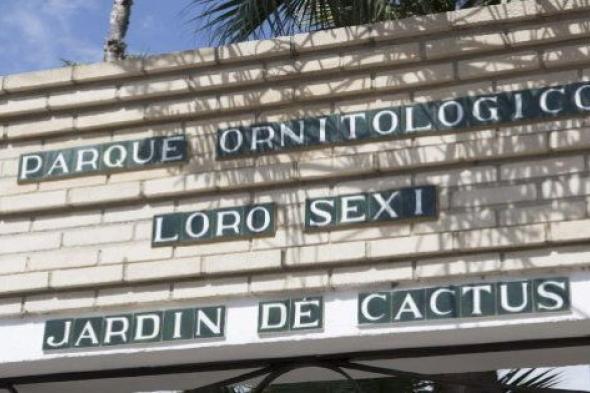 PARQUE ORNITOLOGICO
LORO SEXI
JARDIN DE CACTUS